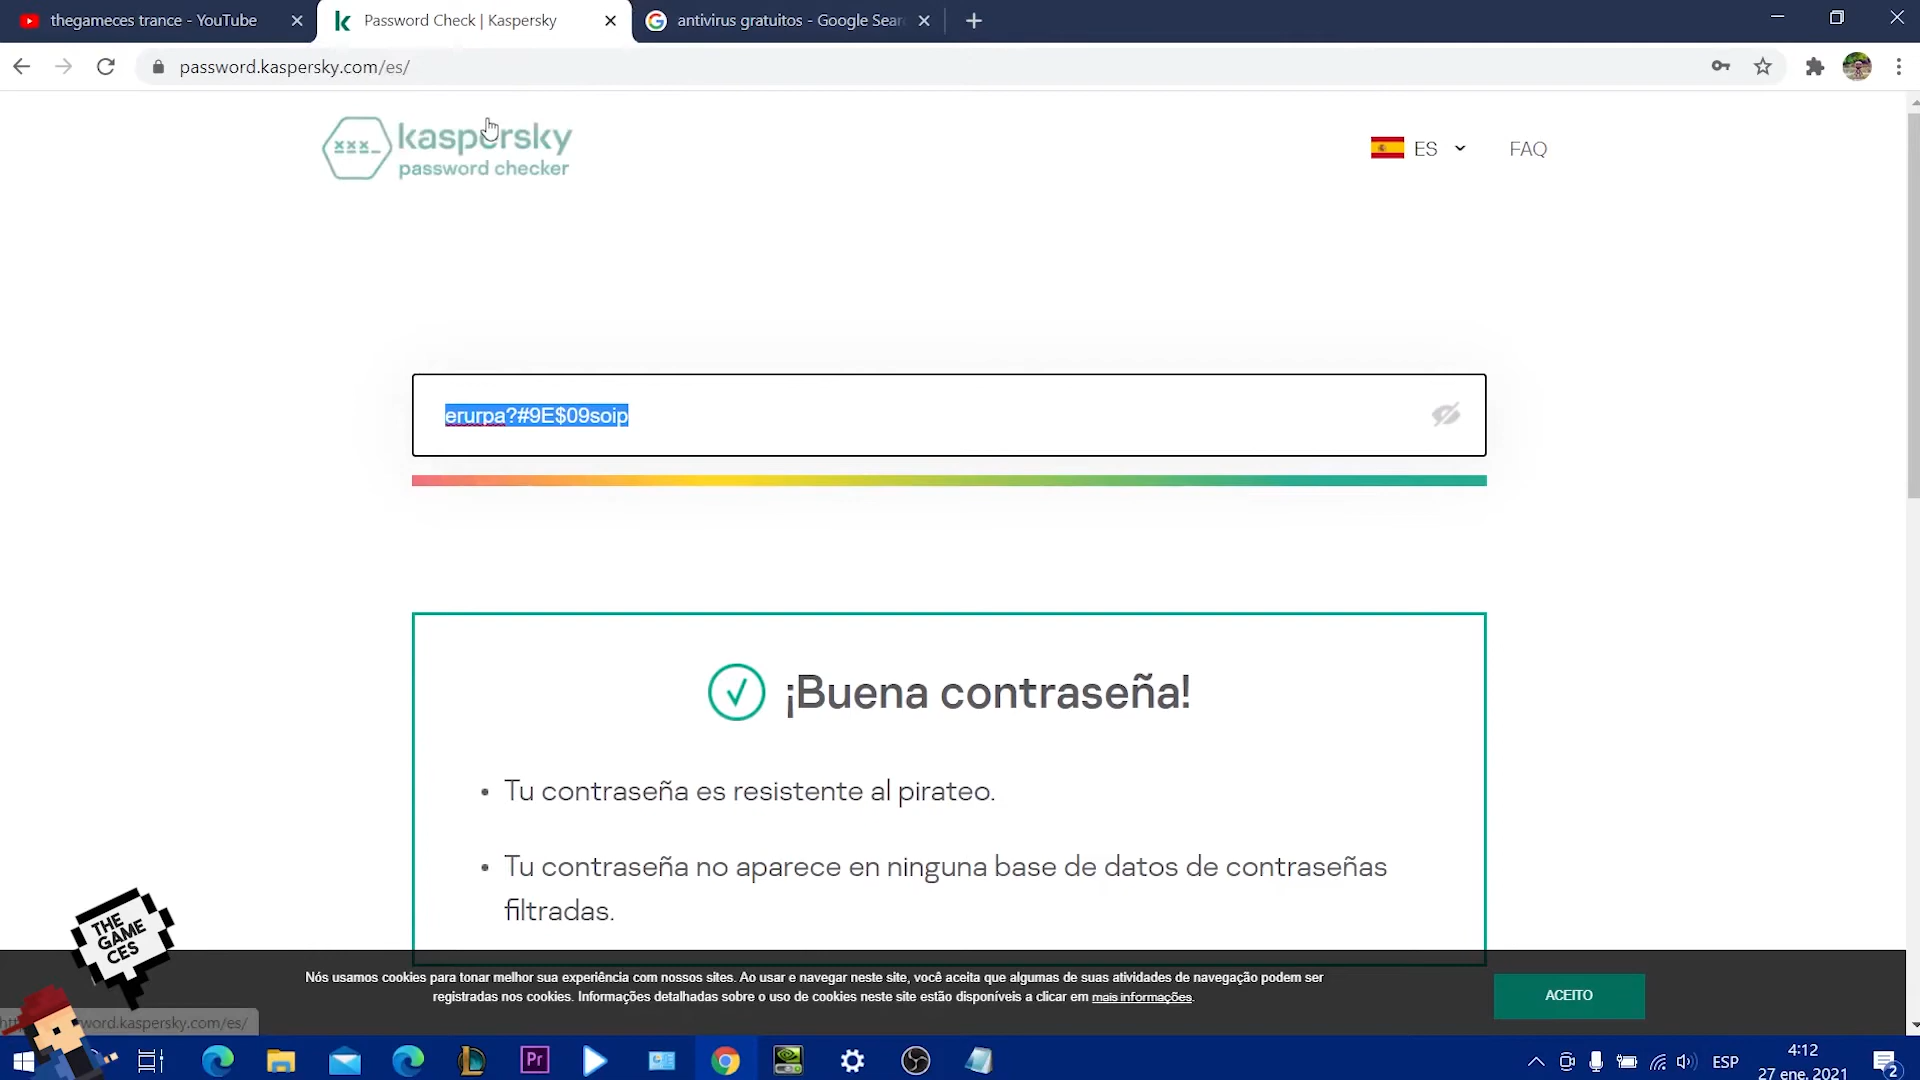 thegameces trance - YouTube
Password Check | Kaspersky
antivirus gratuitos - Google Sear
password.kaspersky.com/es/
xxx_
kaspersky
password checker
ES
FAQ
erurpa?#9E$09soip
¡Buena contraseña!
• Tu contraseña es resistente al pirateo.
• Tu contraseña no aparece en ninguna base de datos de contraseñas
filtradas.
THE
GAME
CES
Nós usamos cookies para tonar melhor sua experiência com nossos sites. Ao usar e navegar neste site, você aceita que algumas de suas atividades de navegação podem ser
registradas nos cookies. Informações detalhadas sobre o uso de cookies neste site estão disponíveis a clicar em mais informações.
ACEITO
word.kaspersky.com/es/
Pr
ESP
4:12
27 ene. 2021
2